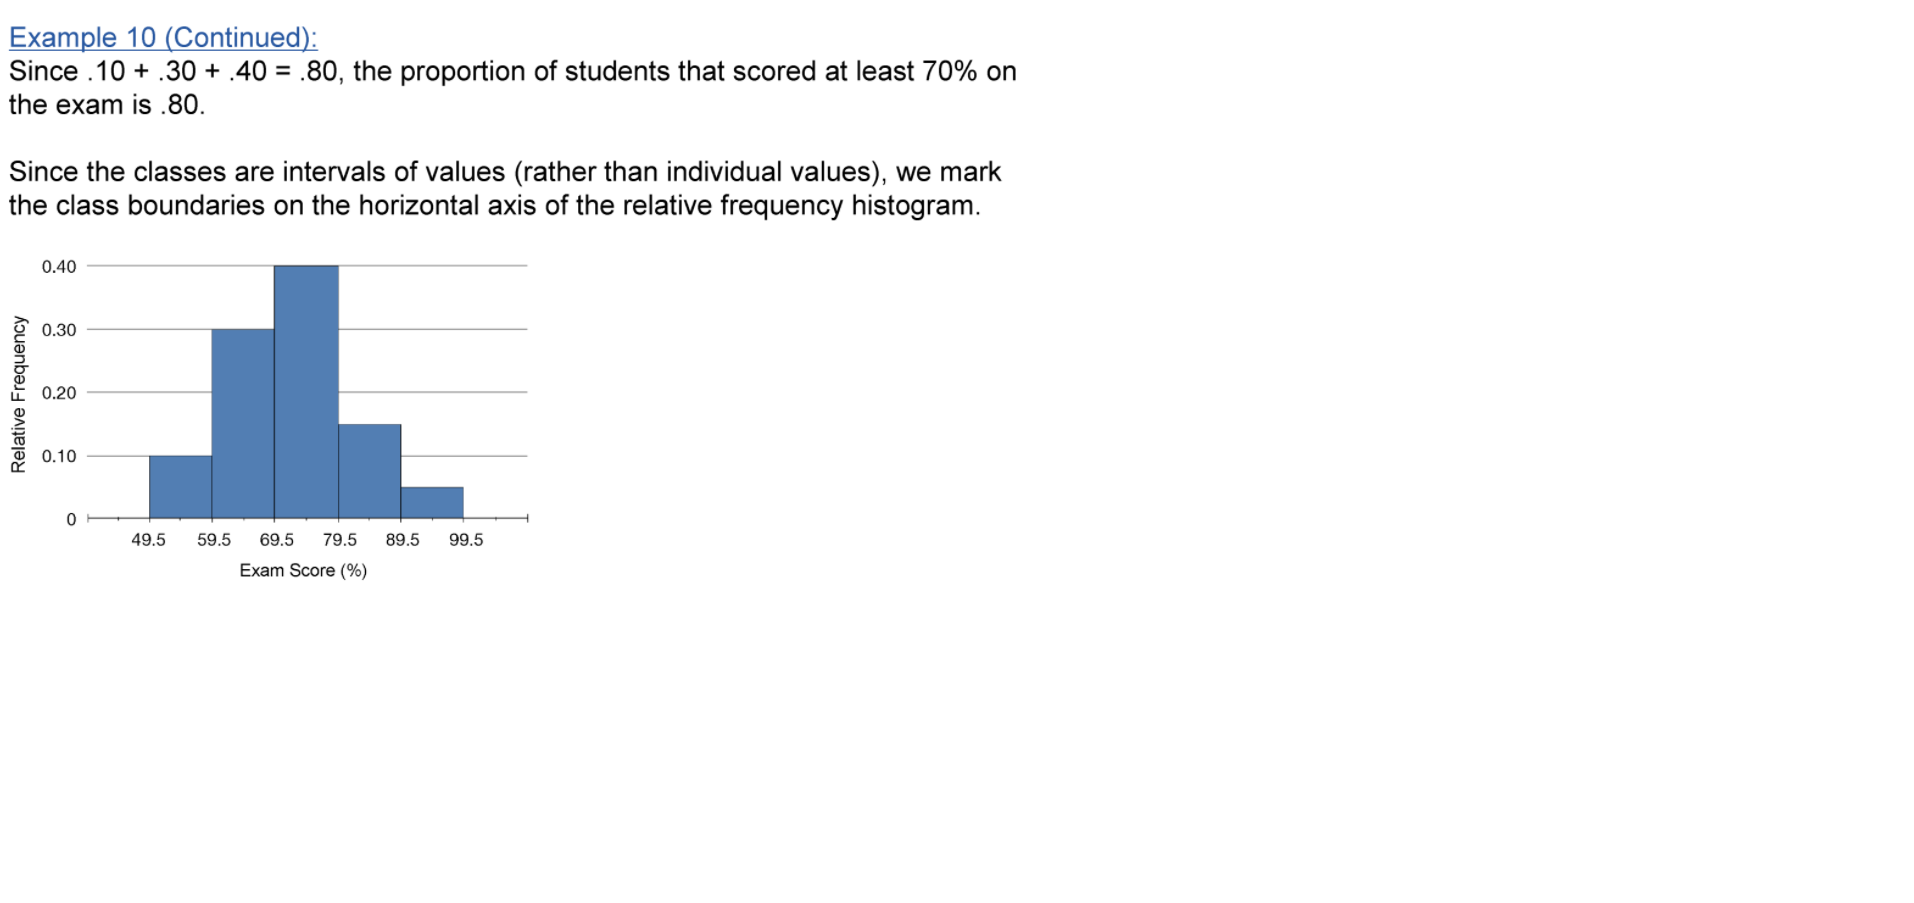 Example 10 (Continued):
Since .10 + .30 + .40 = .80, the proportion of students that scored at least 70% on
the exam is .80.
Since the classes are intervals of values (rather than individual values), we mark
the class boundaries on the horizontal axis of the relative frequency histogram.
Relative Frequency
0.40
0.30
0.20
0.10
0
49.5 59.5 69.5 79.5 89.5 99.5
Exam Score (%)